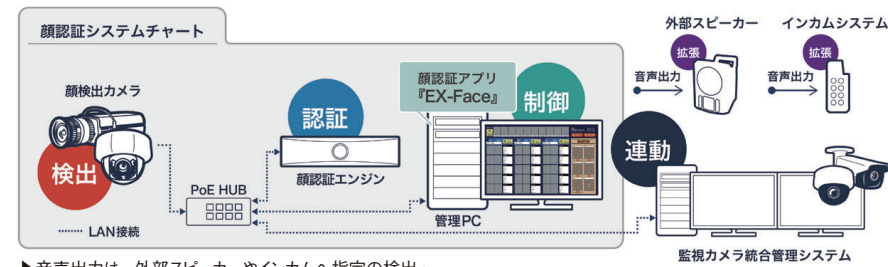 顔認証システムチャート
外部スピーカー
インカムシステム
拡張
拡張
顔検出カメラ
顔認証アプリ
『EX-Face』
音声出力
音声出力
認証
制御
検出
連動
PoE HUB
顔認証エンジン
管理PC
LAN接続
監視カメラ統合管理システム